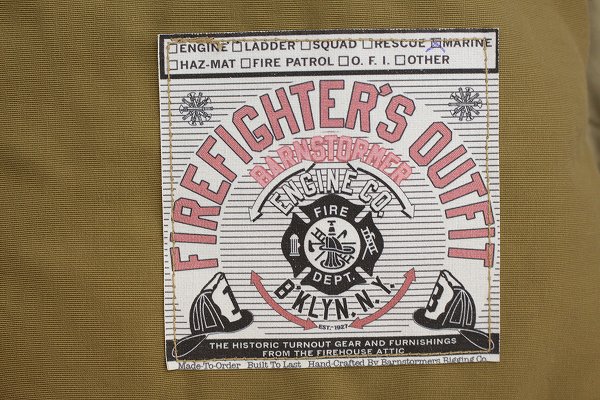 □ENGINE □LADDER □SQUAD □RESCUE □MARINE
□HAZ-MAT □FIRE PATROL □O. F. I. □OTHER
FIREFIGHTER'S OUTFIT
BARNSTORMER
ENGINE CO.
FIRE
DEPT.
B'KLYN. N.Y.
1
3
EST.-1927
THE HISTORIC TURNOUT GEAR AND FURNISHINGS
FROM THE FIREHOUSE ATTIC
Made-To-Order Built To Last Hand-Crafted By Barnstormers Rigging Co.